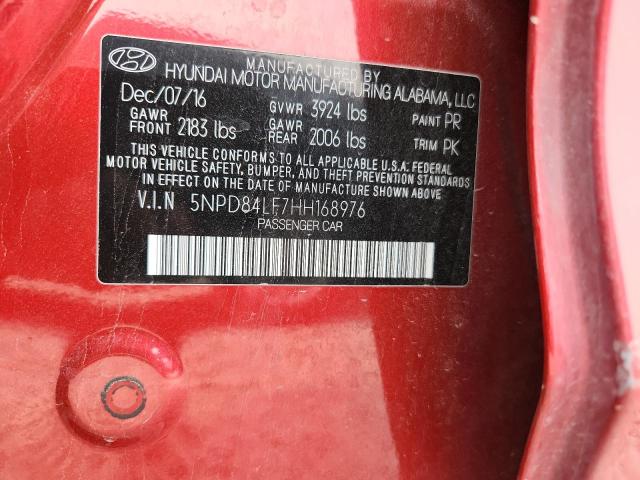 MANUFACTURED BY
HYUNDAI MOTOR MANUFACTURING ALABAMA, LLC
Dec/07/16 GVWR 3924 lbs PAINT PR
GAWR FRONT 2183 lbs GAWR REAR 2006 lbs TRIM PK
THIS VEHICLE CONFORMS TO ALL APPLICABLE U.S.A. FEDERAL
MOTOR VEHICLE SAFETY, BUMPER, AND THEFT PREVENTION STANDARDS
IN EFFECT ON THE DATE OF MANUFACTURE SHOWN ABOVE.
V.I.N 5NPD84LF7HH168976
PASSENGER CAR